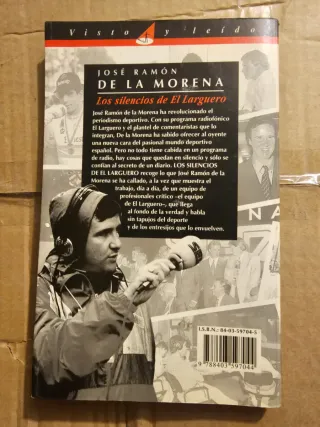 Visto y leído
JOSÉ RAMÓN
DE LA MORENA
Los silencios de El Larguero
José Ramón de la Morena ha revolucionado el
periodismo deportivo. Con su programa radiofónico
El Larguero y el plantel de comentaristas que lo
integran, De la Morena ha sabido ofrecer al oyente
una nueva cara del pasional mundo deportivo
español. Pero no todo tiene cabida en un programa
de radio, hay cosas que quedan en silencio y sólo se
confían al secreto de un diario. LOS SILENCIOS
DE EL LARGUERO recoge lo que José Ramón de la
Morena se ha callado, a la vez que muestra el
trabajo, día a día, de un equipo de
profesionales crítico «el equipo
de El Larguero», que llega
al fondo de la verdad y habla
sin tapujos del deporte
y de los entresijos que lo envuelven.
I.S.B.N.: 84-03-59704-5
9 788403 597044